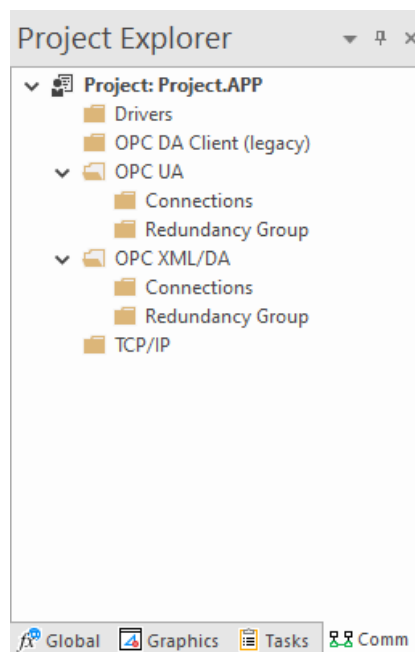 Project Explorer
Project: Project.APP
Drivers
OPC DA Client (legacy)
OPC UA
Connections
Redundancy Group
OPC XML/DA
Connections
Redundancy Group
TCP/IP
fx Global Graphics Tasks Comm